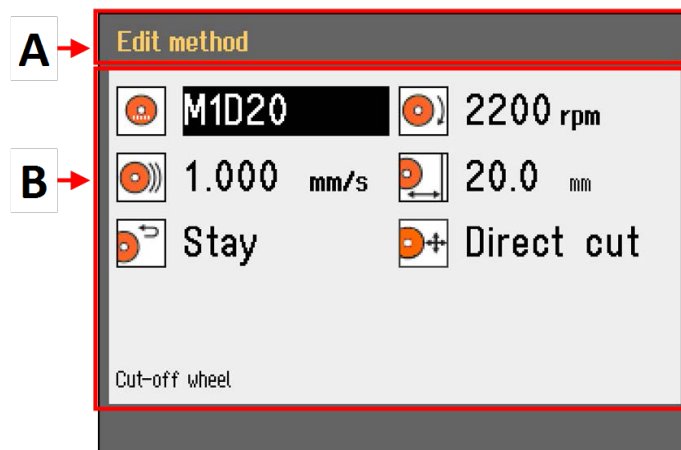 A
Edit method
B
M1D20 2200 rpm
1.000 mm/s 20.0 mm
Stay Direct cut
Cut-off wheel